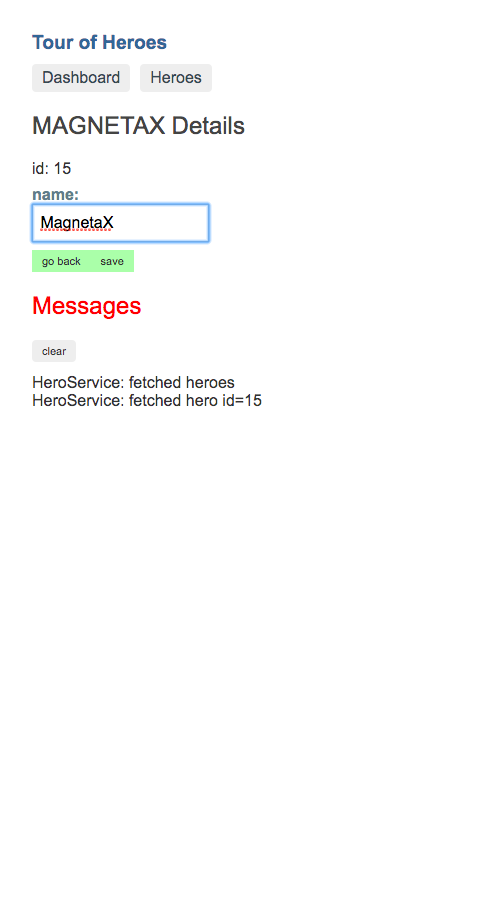 Tour of Heroes
Dashboard Heroes
MAGNETAX Details
id: 15
name:
MagnetaX
go back save
Messages
clear
HeroService: fetched heroes
HeroService: fetched hero id=15